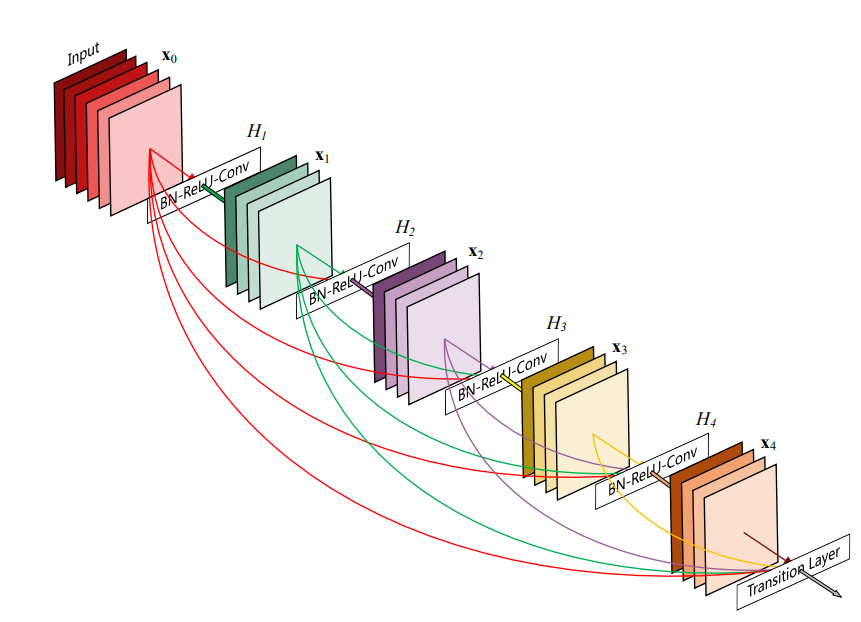 Input
x0
H1
BN-ReLU-Conv
x1
H2
BN-ReLU-Conv
x2
H3
BN-ReLU-Conv
x3
H4
BN-ReLU-Conv
x4
Transition Layer